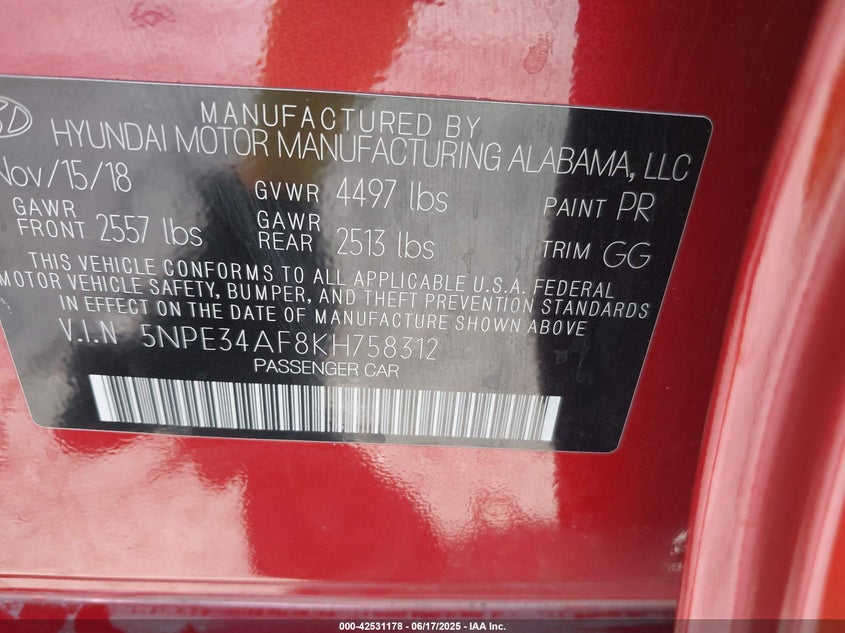 MANUFACTURED BY
HYUNDAI MOTOR MANUFACTURING ALABAMA, LLC
Nov/15/18 GVWR 4497 lbs PAINT PR
GAWR FRONT 2557 lbs GAWR REAR 2513 lbs TRIM GG
THIS VEHICLE CONFORMS TO ALL APPLICABLE U.S.A. FEDERAL
MOTOR VEHICLE SAFETY, BUMPER, AND THEFT PREVENTION STANDARDS
IN EFFECT ON THE DATE OF MANUFACTURE SHOWN ABOVE
V.I.N 5NPE34AF8KH758312
PASSENGER CAR
000-42531178 - 06/17/2025 - IAA Inc.